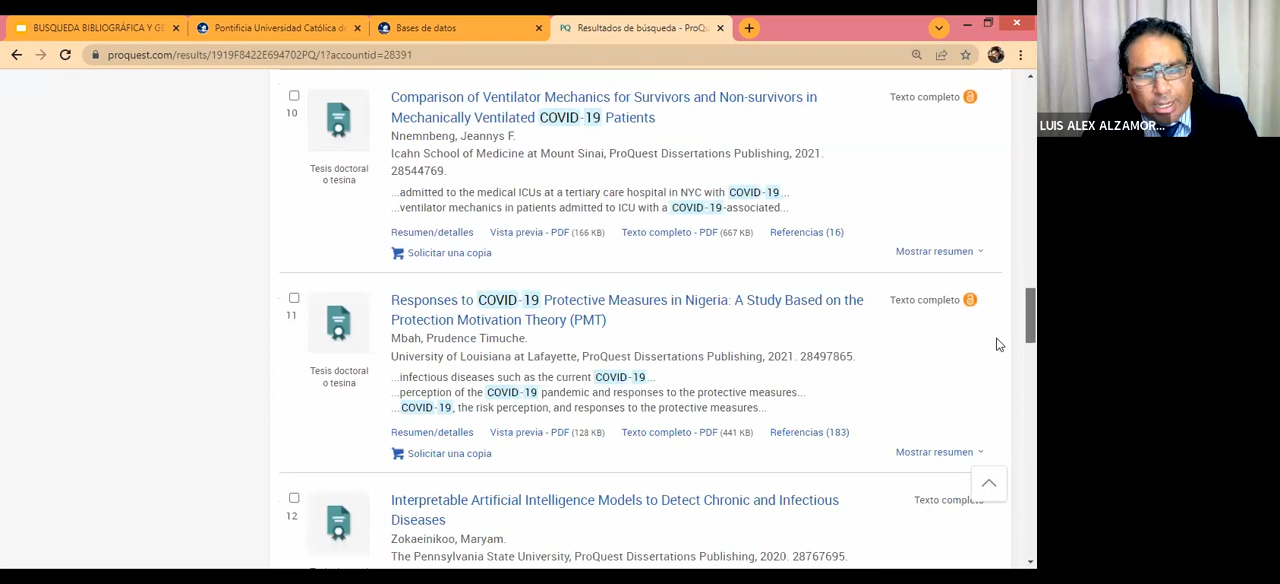 BUSQUEDA BIBLIOGRÁFICA Y GE
Pontificia Universidad Católica d
Bases de datos
PQ Resultados de búsqueda - ProQu
proquest.com/results/1919F8422E694702PQ/1?accountid=28391
LUIS ALEX ALZAMOR...
10
Comparison of Ventilator Mechanics for Survivors and Non-survivors in
Mechanically Ventilated COVID-19 Patients
Texto completo
Nnemnbeng, Jeannys F.
Icahn School of Medicine at Mount Sinai, ProQuest Dissertations Publishing, 2021.
28544769.
Tesis doctoral
o tesina
...admitted to the medical ICUs at a tertiary care hospital in NYC with COVID-19...
...ventilator mechanics in patients admitted to ICU with a COVID-19-associated...
Resumen/detalles Vista previa - PDF (166 KB) Texto completo - PDF (667 KB) Referencias (16)
Solicitar una copia
Mostrar resumen
11
Responses to COVID-19 Protective Measures in Nigeria: A Study Based on the
Protection Motivation Theory (PMT)
Texto completo
Mbah, Prudence Timuche.
University of Louisiana at Lafayette, ProQuest Dissertations Publishing, 2021. 28497865.
Tesis doctoral
o tesina
...infectious diseases such as the current COVID-19...
...perception of the COVID-19 pandemic and responses to the protective measures...
...COVID-19, the risk perception, and responses to the protective measures...
Resumen/detalles Vista previa - PDF (128 KB) Texto completo - PDF (441 KB) Referencias (183)
Solicitar una copia
Mostrar resumen
12
Interpretable Artificial Intelligence Models to Detect Chronic and Infectious
Diseases
Texto completo
Zokaeinikoo, Maryam.
The Pennsylvania State University, ProQuest Dissertations Publishing, 2020. 28767695.